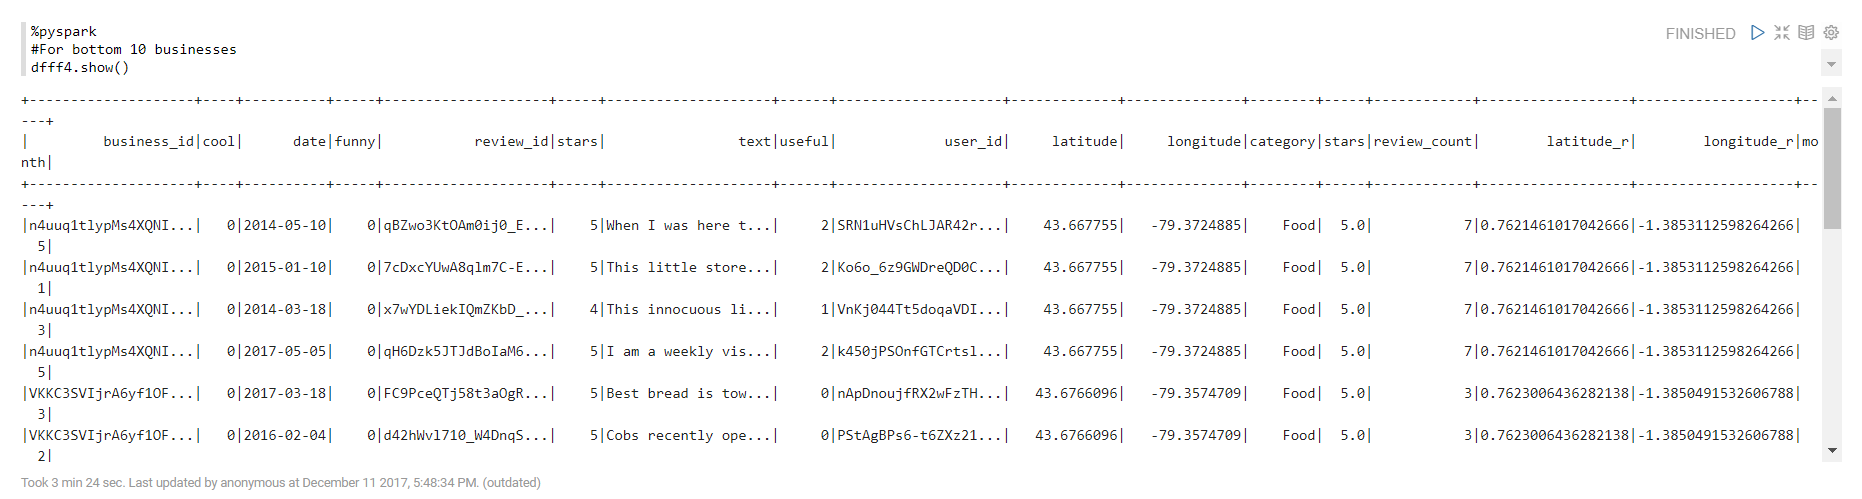 %pyspark
#For bottom 10 businesses
dfff4.show()
FINISHED
+--------------------+----+----------+-----+--------------------+-----+--------------------+------+--------------------+------------+--------------+--------+-----+------------+------------------+-------------------+--
---+
|         business_id|cool|      date|funny|           review_id|stars|                text|useful|             user_id|    latitude|     longitude|category|stars|review_count|        latitude_r|        longitude_r|mo
nth|
+--------------------+----+----------+-----+--------------------+-----+--------------------+------+--------------------+------------+--------------+--------+-----+------------+------------------+-------------------+--
---+
|n4uuq1tlypMs4XQNI...|   0|2014-05-10|    0|qBZwo3KtOAm0ij0_E...|    5|When I was here t...|     2|SRN1uHVsChLJAR42r...|   43.667755|   -79.3724885|    Food|  5.0|           7|0.7621461017042666|-1.3853112598264266|
  5|
|n4uuq1tlypMs4XQNI...|   0|2015-01-10|    0|7cDxcYUwA8qlm7C-E...|    5|This little store...|     2|Ko6o_6z9GWDreQD0C...|   43.667755|   -79.3724885|    Food|  5.0|           7|0.7621461017042666|-1.3853112598264266|
  1|
|n4uuq1tlypMs4XQNI...|   0|2014-03-18|    0|x7wYDLiekIQmZKbD_...|    4|This innocuous li...|     1|VnKj044Tt5doqaVDI...|   43.667755|   -79.3724885|    Food|  5.0|           7|0.7621461017042666|-1.3853112598264266|
  3|
|n4uuq1tlypMs4XQNI...|   0|2017-05-05|    0|qH6Dzk5JTJdBoIaM6...|    5|I am a weekly vis...|     2|k450jPSOnfGTCrtsl...|   43.667755|   -79.3724885|    Food|  5.0|           7|0.7621461017042666|-1.3853112598264266|
  5|
|VKKC3SVIjrA6yf1OF...|   0|2017-03-18|    0|FC9PceQTj58t3aOgR...|    5|Best bread is tow...|     0|nApDnoujfRX2wFzTH...|  43.6766096|   -79.3574709|    Food|  5.0|           3|0.7623006436282138|-1.3850491532606788|
  3|
|VKKC3SVIjrA6yf1OF...|   0|2016-02-04|    0|d42hWvl710_W4DnqS...|    5|Cobs recently ope...|     0|PStAgBPs6-t6ZXz21...|  43.6766096|   -79.3574709|    Food|  5.0|           3|0.7623006436282138|-1.3850491532606788|
  2|
Took 3 min 24 sec. Last updated by anonymous at December 11 2017, 5:48:34 PM. (outdated)